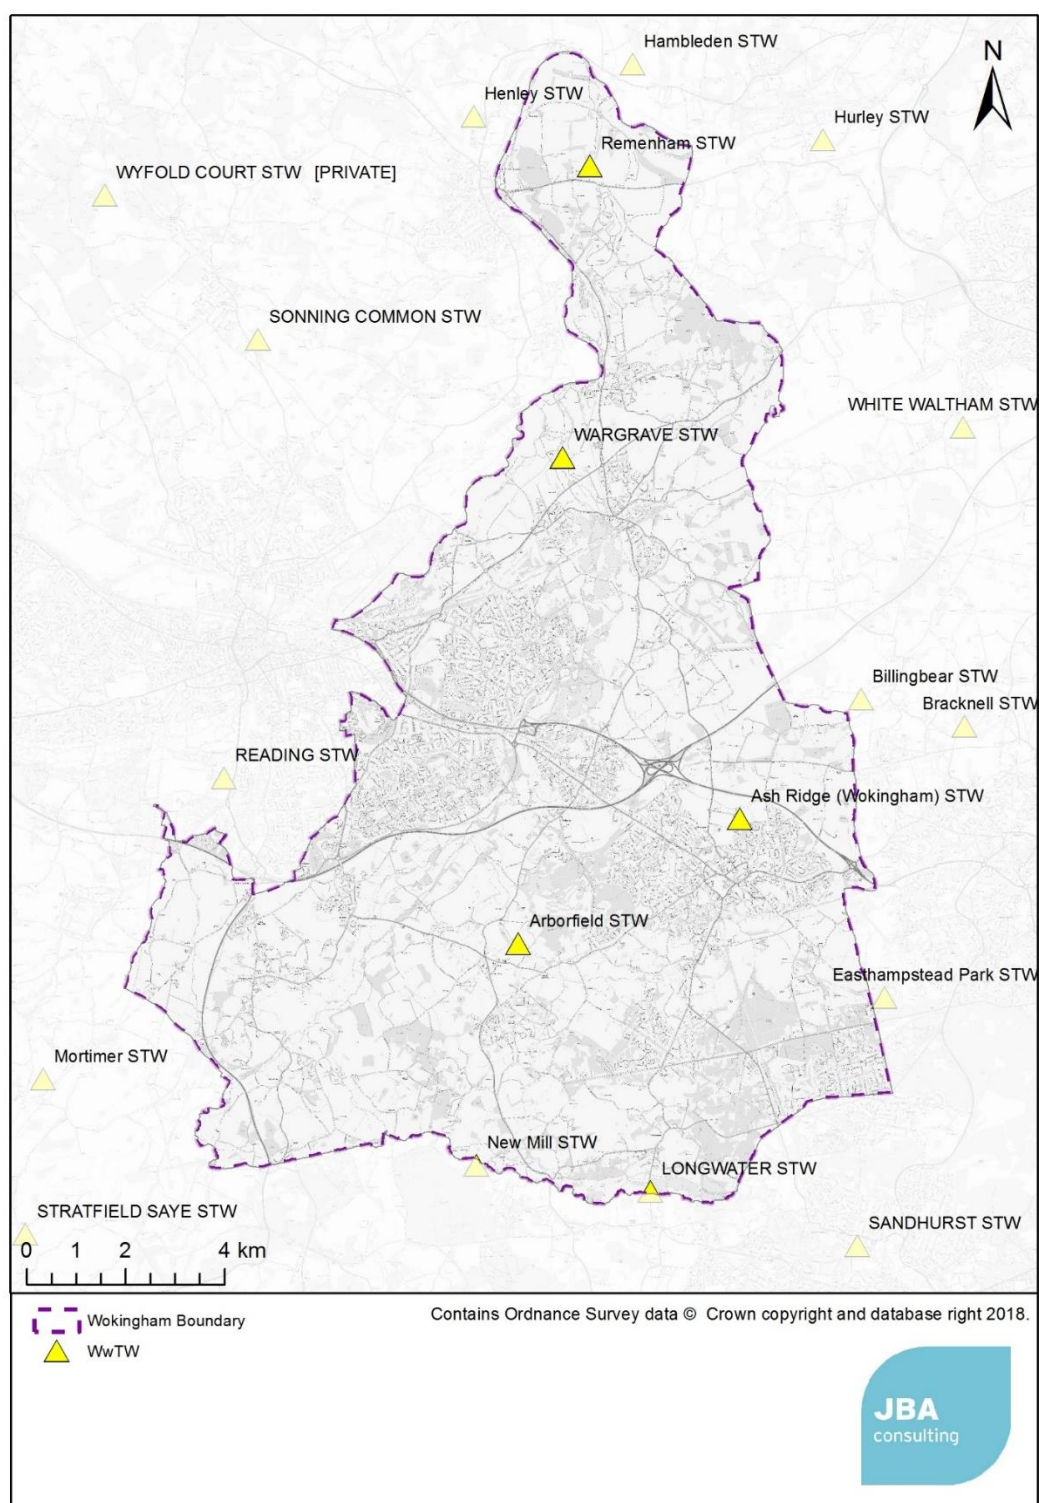 Hambleden STW
N
Henley STW
Hurley STW
Remenham STW
WYFOLD COURT STW [PRIVATE]
SONNING COMMON STW
WHITE WALTHAM STW
WARGRAVE STW
Billingbear STW
Bracknell STW
READING STW
Ash Ridge (Wokingham) STW
Arborfield STW
Easthampstead Park STW
Mortimer STW
New Mill STW
LONGWATER STW
STRATFIELD SAYE STW
SANDHURST STW
0 1 2 4 km
Wokingham Boundary
Contains Ordnance Survey data © Crown copyright and database right 2018.
WwTW
JBA
consulting